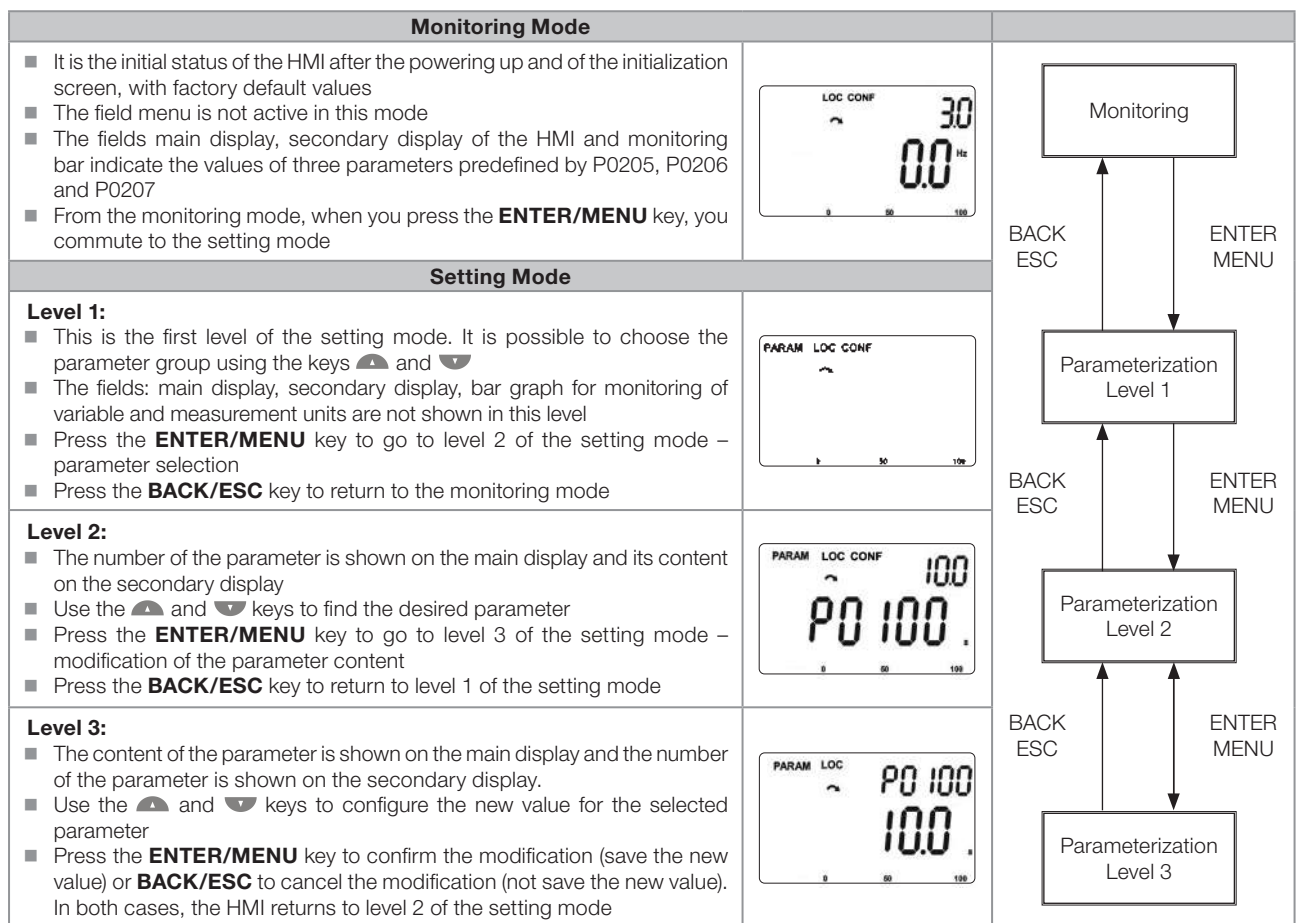 Monitoring Mode
■ It is the initial status of the HMI after the powering up and of the initialization
screen, with factory default values
■ The field menu is not active in this mode
■ The fields main display, secondary display of the HMI and monitoring
bar indicate the values of three parameters predefined by P0205, P0206
and P0207
■ From the monitoring mode, when you press the ENTER/MENU key, you
commute to the setting mode
LOC CONF
3.0
0.0 Hz
0 50 100
Setting Mode
Level 1:
■ This is the first level of the setting mode. It is possible to choose the
parameter group using the keys and
■ The fields: main display, secondary display, bar graph for monitoring of
variable and measurement units are not shown in this level
■ Press the ENTER/MENU key to go to level 2 of the setting mode –
parameter selection
■ Press the BACK/ESC key to return to the monitoring mode
PARAM LOC CONF
50
Level 2:
■ The number of the parameter is shown on the main display and its content
on the secondary display
■ Use the and keys to find the desired parameter
■ Press the ENTER/MENU key to go to level 3 of the setting mode –
modification of the parameter content
■ Press the BACK/ESC key to return to level 1 of the setting mode
PARAM LOC CONF
10.0
P0100
0 50 100
Level 3:
■ The content of the parameter is shown on the main display and the number
of the parameter is shown on the secondary display.
■ Use the and keys to configure the new value for the selected
parameter
■ Press the ENTER/MENU key to confirm the modification (save the new
value) or BACK/ESC to cancel the modification (not save the new value).
In both cases, the HMI returns to level 2 of the setting mode
PARAM LOC
P0100
10.0
0 50 100
Monitoring
BACK
ESC
ENTER
MENU
Parameterization
Level 1
BACK
ESC
ENTER
MENU
Parameterization
Level 2
BACK
ESC
ENTER
MENU
Parameterization
Level 3